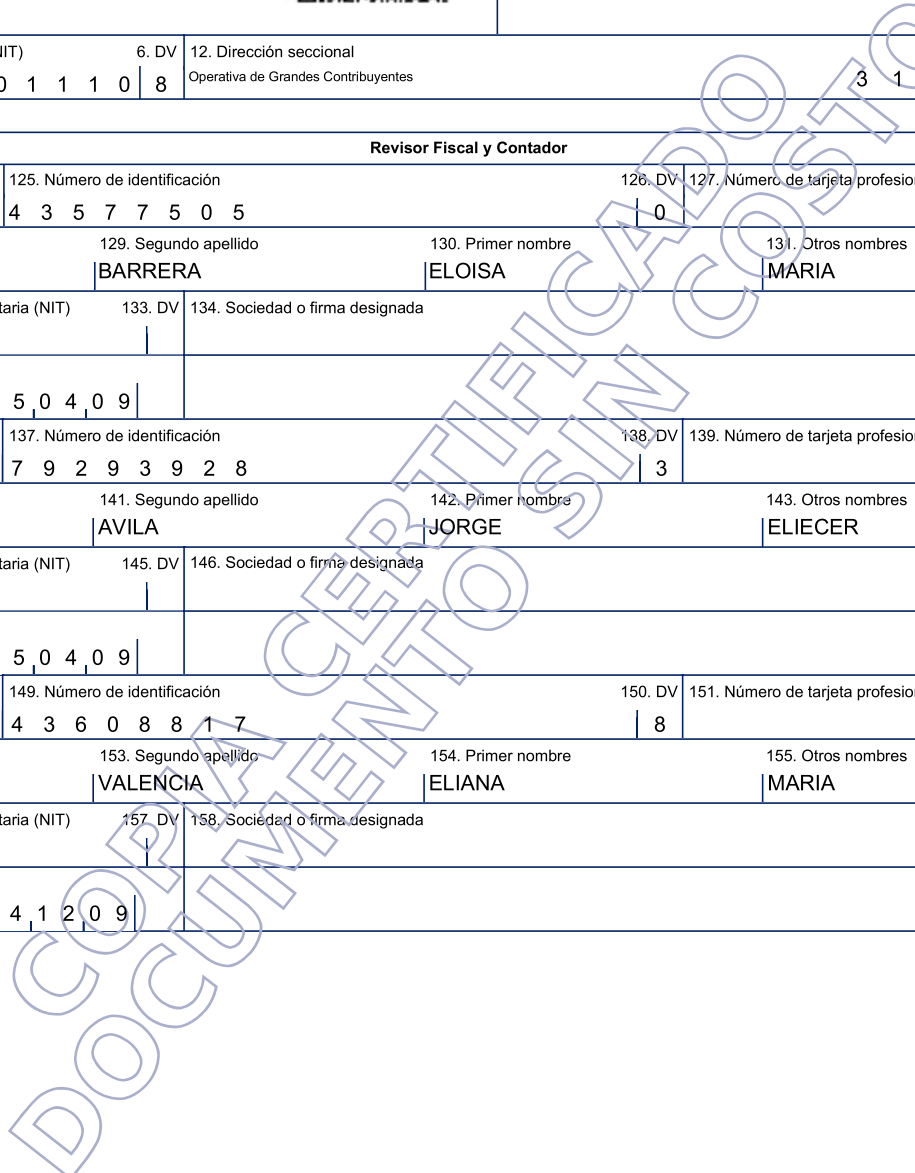 6. DV 12. Dirección seccional
0 1 1 1 0 8 Operativa de Grandes Contribuyentes 3 1
Revisor Fiscal y Contador
125. Número de identificación 126. DV 127. Número de tarjeta profesio
4 3 5 7 7 5 0 5 0
129. Segundo apellido 130. Primer nombre 131. Otros nombres
BARRERA ELOISA MARIA
taria (NIT) 133. DV 134. Sociedad o firma designada
5 0 4 0 9
137. Número de identificación 138. DV 139. Número de tarjeta profesio
7 9 2 9 3 9 2 8 3
141. Segundo apellido 142. Primer nombre 143. Otros nombres
AVILA JORGE ELIECER
taria (NIT) 145. DV 146. Sociedad o firma designada
5 0 4 0 9
149. Número de identificación 150. DV 151. Número de tarjeta profesio
4 3 6 0 8 8 1 7 8
153. Segundo apellido 154. Primer nombre 155. Otros nombres
VALENCIA ELIANA MARIA
taria (NIT) 157. DV 158. Sociedad o firma designada
4 1 2 0 9
COPIA CERTIFICADO
DOCUMENTO SIN COSTO